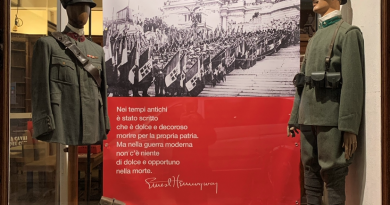 Nei tempi antichi
è stato scritto
che è dolce e decoroso
morire per la propria patria.
Ma nella guerra moderna
non c'è niente
di dolce e opportuno
nella morte.
Ernest Hemingway